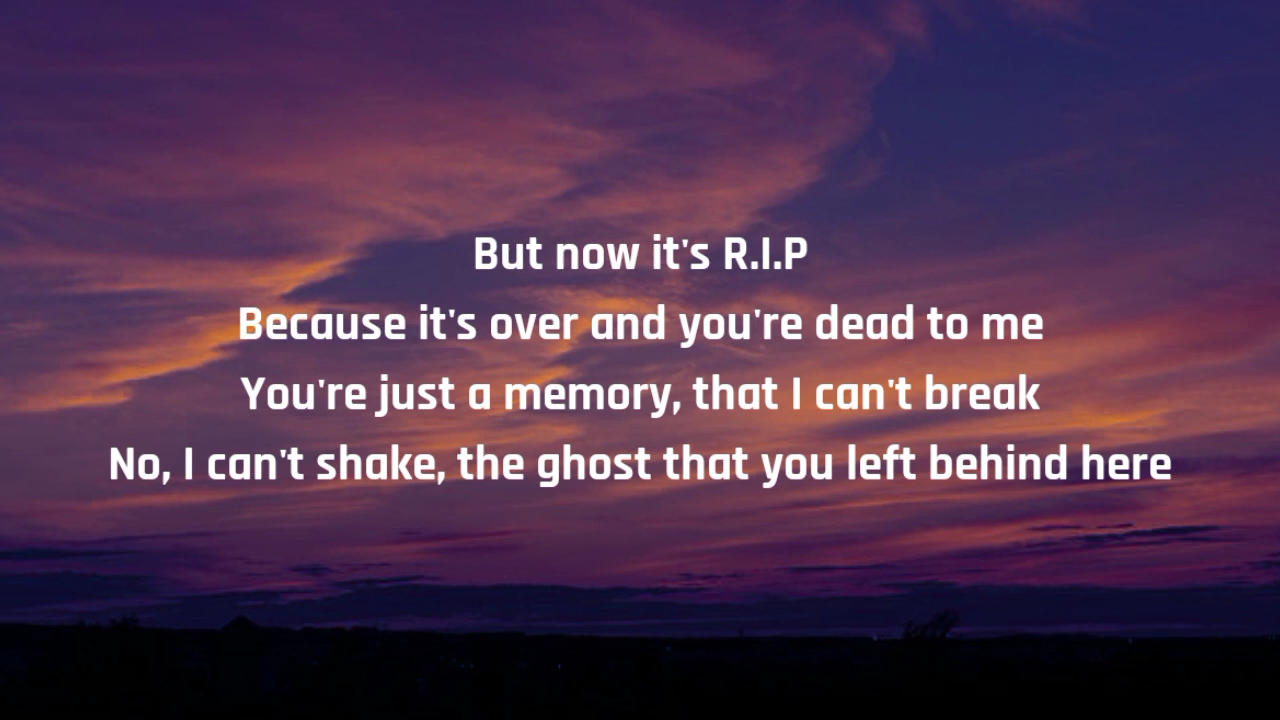 But now it's R.I.P
Because it's over and you're dead to me
You're just a memory, that I can't break
No, I can't shake, the ghost that you left behind here